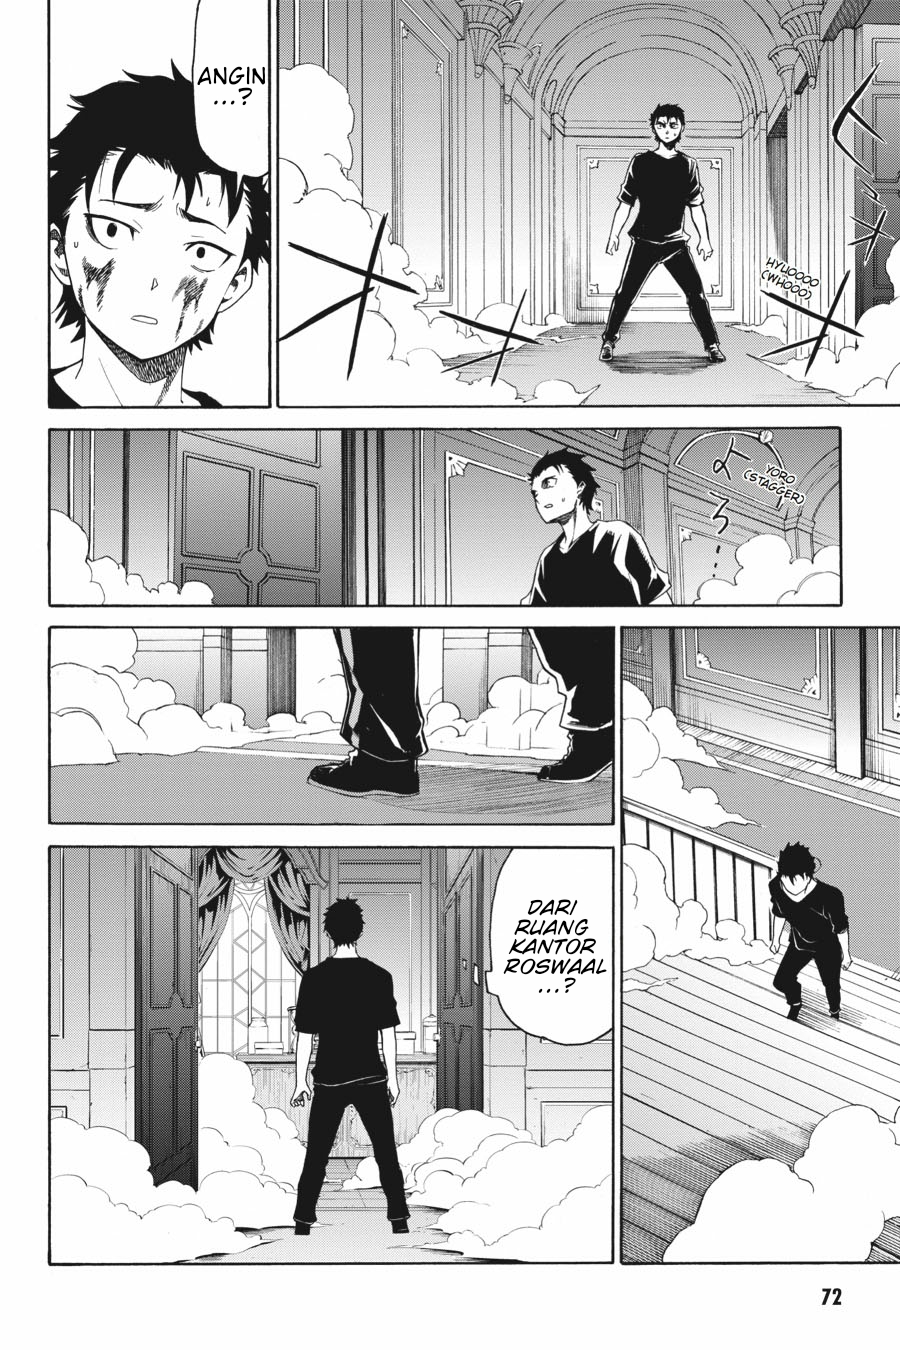 HYUOOOO
(WHOOO)
ANGIN
...?
よろ…
YORO
(STAGGER)
DARI
RUANG
KANTOR
ROSWAAL
...?
72